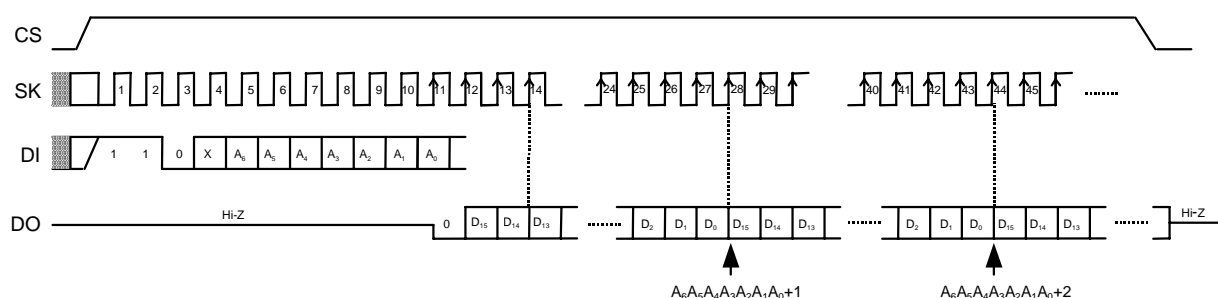 CS
SK 1 2 3 4 5 6 7 8 9 10 11 12 13 14 24 25 26 27 28 29 40 41 42 43 44 45
DI 1 1 0 X A₆ A₅ A₄ A₃ A₂ A₁ A₀
DO Hi-Z 0 D₁₅ D₁₄ D₁₃ D₂ D₁ D₀ D₁₅ D₁₄ D₁₃ D₂ D₁ D₀ D₁₅ D₁₄ D₁₃ Hi-Z
A₆A₅A₄A₃A₂A₁A₀+1 A₆A₅A₄A₃A₂A₁A₀+2